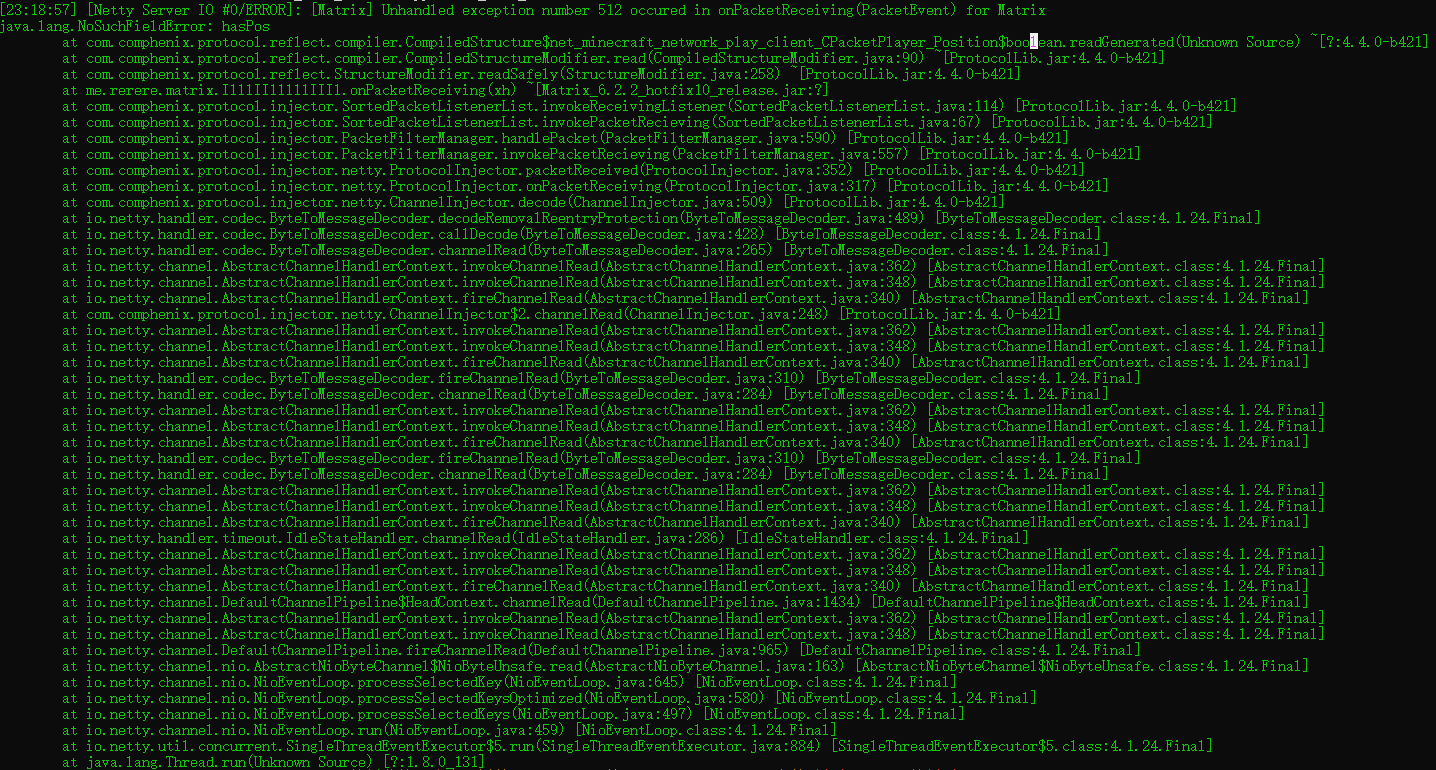 [23:18:57] [Netty Server IO #0/ERROR]: [Matrix] Unhandled exception number 512 occured in onPacketReceiving(PacketEvent) for Matrix
java.lang.NoSuchFieldError: hasPos
at com.comphenix.protocol.reflect.compiler.CompiledStructure$net_minecraft_network_play_client_CPacketPlayer_Position$boolean.readGenerated(Unknown Source) ~[?:4.4.0-b421]
at com.comphenix.protocol.reflect.compiler.CompiledStructureModifier.read(CompiledStructureModifier.java:90) ~[ProtocolLib.jar:4.4.0-b421]
at com.comphenix.protocol.reflect.StructureModifier.readSafely(StructureModifier.java:258) ~[ProtocolLib.jar:4.4.0-b421]
at me.rerere.matrix.onPacketReceiving(xh) ~[Matrix_6.2.2_hotfix10_release.jar:?]
at com.comphenix.protocol.injector.SortedPacketListenerList.invokeReceivingListener(SortedPacketListenerList.java:114) [ProtocolLib.jar:4.4.0-b421]
at com.comphenix.protocol.injector.SortedPacketListenerList.invokePacketRecieving(SortedPacketListenerList.java:67) [ProtocolLib.jar:4.4.0-b421]
at com.comphenix.protocol.injector.PacketFilterManager.handlePacket(PacketFilterManager.java:590) [ProtocolLib.jar:4.4.0-b421]
at com.comphenix.protocol.injector.PacketFilterManager.invokePacketRecieving(PacketFilterManager.java:557) [ProtocolLib.jar:4.4.0-b421]
at com.comphenix.protocol.injector.netty.ProtocolInjector.packetReceived(ProtocolInjector.java:352) [ProtocolLib.jar:4.4.0-b421]
at com.comphenix.protocol.injector.netty.ProtocolInjector.onPacketReceiving(ProtocolInjector.java:317) [ProtocolLib.jar:4.4.0-b421]
at com.comphenix.protocol.injector.netty.ChannelInjector.decode(ChannelInjector.java:509) [ProtocolLib.jar:4.4.0-b421]
at io.netty.handler.codec.ByteToMessageDecoder.decodeRemovalReentryProtection(ByteToMessageDecoder.java:489) [ByteToMessageDecoder.class:4.1.24.Final]
at io.netty.handler.codec.ByteToMessageDecoder.callDecode(ByteToMessageDecoder.java:428) [ByteToMessageDecoder.class:4.1.24.Final]
at io.netty.handler.codec.ByteToMessageDecoder.channelRead(ByteToMessageDecoder.java:265) [ByteToMessageDecoder.class:4.1.24.Final]
at io.netty.channel.AbstractChannelHandlerContext.invokeChannelRead(AbstractChannelHandlerContext.java:362) [AbstractChannelHandlerContext.class:4.1.24.Final]
at io.netty.channel.AbstractChannelHandlerContext.invokeChannelRead(AbstractChannelHandlerContext.java:348) [AbstractChannelHandlerContext.class:4.1.24.Final]
at io.netty.channel.AbstractChannelHandlerContext.fireChannelRead(AbstractChannelHandlerContext.java:340) [AbstractChannelHandlerContext.class:4.1.24.Final]
at com.comphenix.protocol.injector.netty.ChannelInjector$2.channelRead(ChannelInjector.java:248) [ProtocolLib.jar:4.4.0-b421]
at io.netty.channel.AbstractChannelHandlerContext.invokeChannelRead(AbstractChannelHandlerContext.java:362) [AbstractChannelHandlerContext.class:4.1.24.Final]
at io.netty.channel.AbstractChannelHandlerContext.invokeChannelRead(AbstractChannelHandlerContext.java:348) [AbstractChannelHandlerContext.class:4.1.24.Final]
at io.netty.channel.AbstractChannelHandlerContext.fireChannelRead(AbstractChannelHandlerContext.java:340) [AbstractChannelHandlerContext.class:4.1.24.Final]
at io.netty.handler.codec.ByteToMessageDecoder.fireChannelRead(ByteToMessageDecoder.java:310) [ByteToMessageDecoder.class:4.1.24.Final]
at io.netty.handler.codec.ByteToMessageDecoder.channelRead(ByteToMessageDecoder.java:284) [ByteToMessageDecoder.class:4.1.24.Final]
at io.netty.channel.AbstractChannelHandlerContext.invokeChannelRead(AbstractChannelHandlerContext.java:362) [AbstractChannelHandlerContext.class:4.1.24.Final]
at io.netty.channel.AbstractChannelHandlerContext.invokeChannelRead(AbstractChannelHandlerContext.java:348) [AbstractChannelHandlerContext.class:4.1.24.Final]
at io.netty.channel.AbstractChannelHandlerContext.fireChannelRead(AbstractChannelHandlerContext.java:340) [AbstractChannelHandlerContext.class:4.1.24.Final]
at io.netty.handler.codec.ByteToMessageDecoder.fireChannelRead(ByteToMessageDecoder.java:310) [ByteToMessageDecoder.class:4.1.24.Final]
at io.netty.handler.codec.ByteToMessageDecoder.channelRead(ByteToMessageDecoder.java:284) [ByteToMessageDecoder.class:4.1.24.Final]
at io.netty.channel.AbstractChannelHandlerContext.invokeChannelRead(AbstractChannelHandlerContext.java:362) [AbstractChannelHandlerContext.class:4.1.24.Final]
at io.netty.channel.AbstractChannelHandlerContext.invokeChannelRead(AbstractChannelHandlerContext.java:348) [AbstractChannelHandlerContext.class:4.1.24.Final]
at io.netty.channel.AbstractChannelHandlerContext.fireChannelRead(AbstractChannelHandlerContext.java:340) [AbstractChannelHandlerContext.class:4.1.24.Final]
at io.netty.handler.timeout.IdleStateHandler.channelRead(IdleStateHandler.java:286) [IdleStateHandler.class:4.1.24.Final]
at io.netty.channel.AbstractChannelHandlerContext.invokeChannelRead(AbstractChannelHandlerContext.java:362) [AbstractChannelHandlerContext.class:4.1.24.Final]
at io.netty.channel.AbstractChannelHandlerContext.invokeChannelRead(AbstractChannelHandlerContext.java:348) [AbstractChannelHandlerContext.class:4.1.24.Final]
at io.netty.channel.AbstractChannelHandlerContext.fireChannelRead(AbstractChannelHandlerContext.java:340) [AbstractChannelHandlerContext.class:4.1.24.Final]
at io.netty.channel.DefaultChannelPipeline$HeadContext.channelRead(DefaultChannelPipeline.java:1434) [DefaultChannelPipeline$HeadContext.class:4.1.24.Final]
at io.netty.channel.AbstractChannelHandlerContext.invokeChannelRead(AbstractChannelHandlerContext.java:362) [AbstractChannelHandlerContext.class:4.1.24.Final]
at io.netty.channel.AbstractChannelHandlerContext.invokeChannelRead(AbstractChannelHandlerContext.java:348) [AbstractChannelHandlerContext.class:4.1.24.Final]
at io.netty.channel.DefaultChannelPipeline.fireChannelRead(DefaultChannelPipeline.java:965) [DefaultChannelPipeline.class:4.1.24.Final]
at io.netty.channel.nio.AbstractNioByteChannel$NioByteUnsafe.read(AbstractNioByteChannel.java:163) [AbstractNioByteChannel$NioByteUnsafe.class:4.1.24.Final]
at io.netty.channel.nio.NioEventLoop.processSelectedKey(NioEventLoop.java:645) [NioEventLoop.class:4.1.24.Final]
at io.netty.channel.nio.NioEventLoop.processSelectedKeysOptimized(NioEventLoop.java:580) [NioEventLoop.class:4.1.24.Final]
at io.netty.channel.nio.NioEventLoop.processSelectedKeys(NioEventLoop.java:497) [NioEventLoop.class:4.1.24.Final]
at io.netty.channel.nio.NioEventLoop.run(NioEventLoop.java:459) [NioEventLoop.class:4.1.24.Final]
at io.netty.util.concurrent.SingleThreadEventExecutor$5.run(SingleThreadEventExecutor.java:884) [SingleThreadEventExecutor$5.class:4.1.24.Final]
at java.lang.Thread.run(Unknown Source) [?:1.8.0_131]